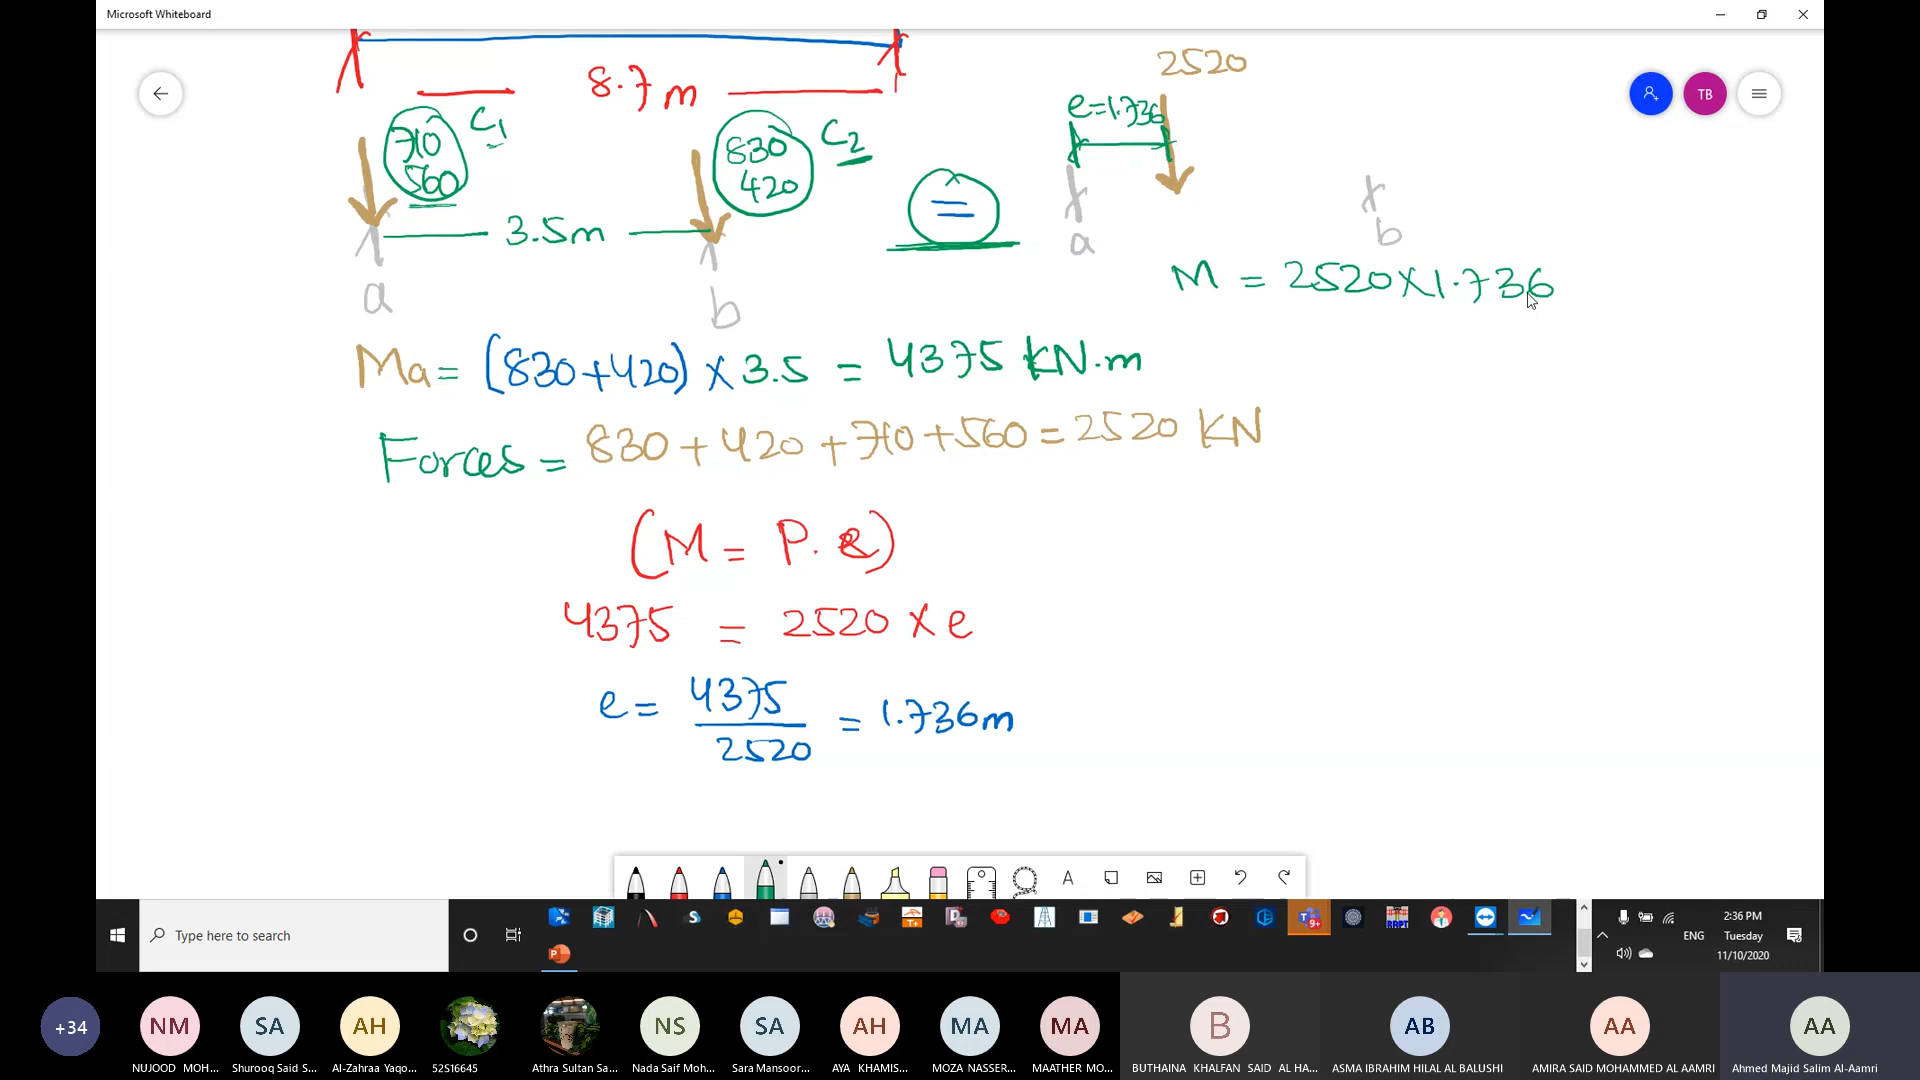 Microsoft Whiteboard
8.7 m
2520
e=1.736
TB
710
560
C1
830
420
C2
=
3.5m
a
b
a
b
M = 2520×1.736
Ma= (830+420) × 3.5 = 4375 KN.m
Forces = 830 + 420 + 710 + 560 = 2520 KN
(M = P. e)
4375 = 2520 × e
e = 4375
2520
= 1.736m
A
Type here to search
9+
2:36 PM
ENG
Tuesday
11/10/2020
+34
NM
SA
AH
NS
SA
AH
MA
MA
B
AB
AA
AA
NUJOOD MOH...
Shurooq Said S...
Al-Zahraa Yaqo...
52S16645
Athra Sultan Sa...
Nada Saif Moh...
Sara Mansoor...
AYA KHAMIS...
MOZA NASSER...
MAATHER MO...
BUTHAINA KHALFAN SAID AL HA...
ASMA IBRAHIM HILAL AL BALUSHI
AMIRA SAID MOHAMMED AL AAMRI
Ahmed Majid Salim Al-Aamri